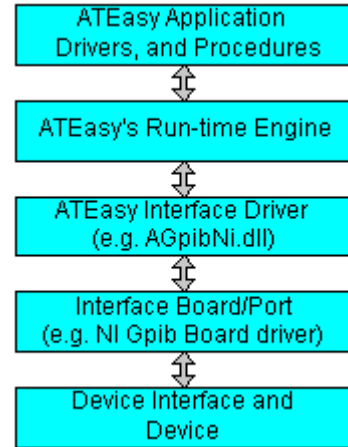 ATEasy Application
Drivers, and Procedures
ATEasy's Run-time Engine
ATEasy Interface Driver
(e.g. AGpibNi.dll)
Interface Board/Port
(e.g. NI Gpib Board driver)
Device Interface and
Device